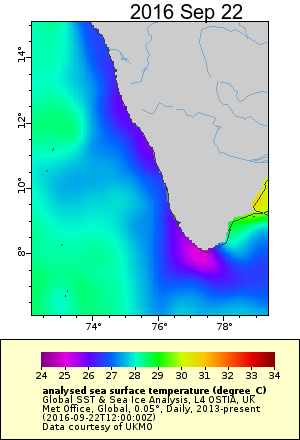 2016 Sep 22
14°
12°
10°
8°
74° 76° 78°
24 25 26 27 28 29 30 31 32 33 34
analysed sea surface temperature (degree_C)
Global SST & Sea Ice Analysis, L4 OSTIA, UK
Met Office, Global, 0.05°, Daily, 2013-present
(2016-09-22T12:00:00Z)
Data courtesy of UKMO